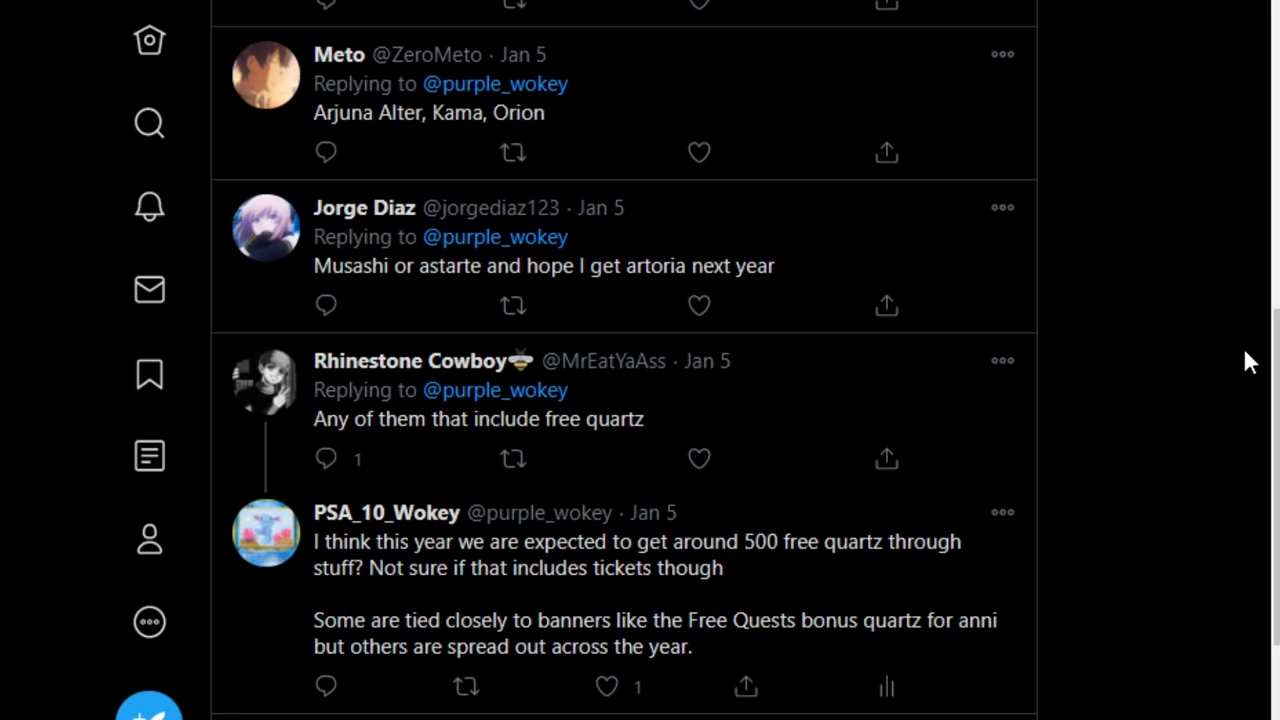 Meto @ZeroMeto · Jan 5
Replying to @purple_wokey
Arjuna Alter, Kama, Orion
Jorge Diaz @jorgediaz123 · Jan 5
Replying to @purple_wokey
Musashi or astarte and hope I get artoria next year
Rhinestone Cowboy🐝 @MrEatYaAss · Jan 5
Replying to @purple_wokey
Any of them that include free quartz
1
PSA_10_Wokey @purple_wokey · Jan 5
I think this year we are expected to get around 500 free quartz through
stuff? Not sure if that includes tickets though
Some are tied closely to banners like the Free Quests bonus quartz for anni
but others are spread out across the year.
1